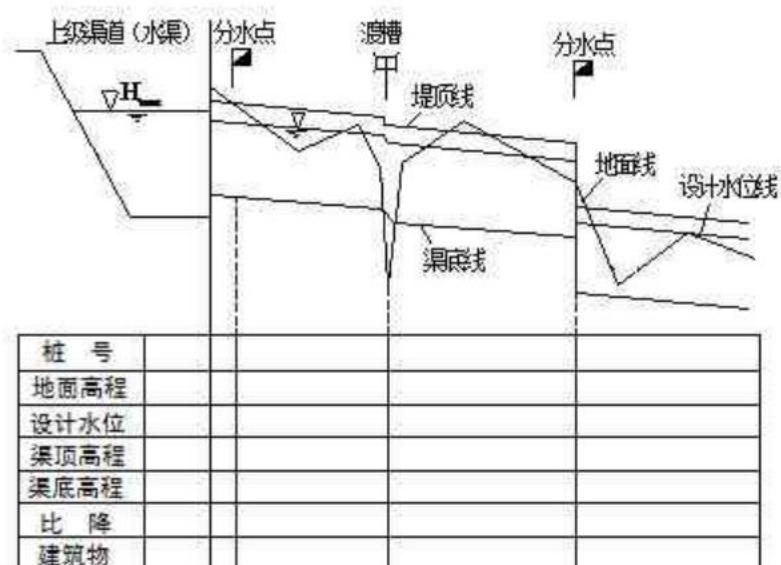 上级渠道（水渠）
分水点
渡槽
分水点
H
堤顶线
地面线
设计水位线
渠底线
桩 号
地面高程
设计水位
渠顶高程
渠底高程
比 降
建筑物